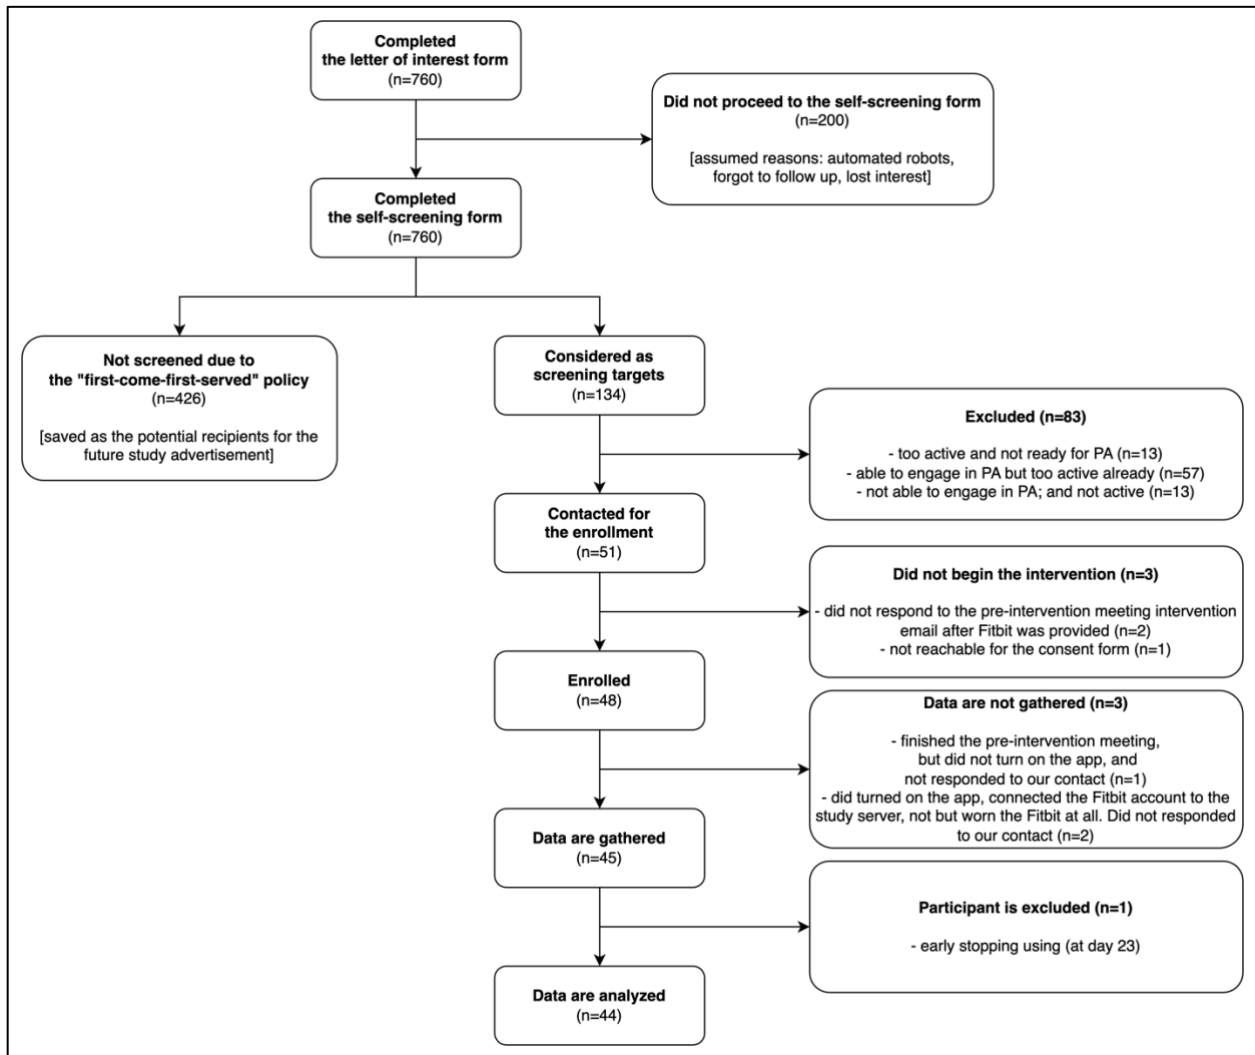 Completed
the letter of interest form
(n=760)
Did not proceed to the self-screening form
(n=200)
[assumed reasons: automated robots,
forgot to follow up, lost interest]
Completed
the self-screening form
(n=760)
Not screened due to
the "first-come-first-served" policy
(n=426)
[saved as the potential recipients for the
future study advertisement]
Considered as
screening targets
(n=134)
Excluded (n=83)
- too active and not ready for PA (n=13)
- able to engage in PA but too active already (n=57)
- not able to engage in PA; and not active (n=13)
Contacted for
the enrollment
(n=51)
Did not begin the intervention (n=3)
- did not respond to the pre-intervention meeting intervention
email after Fitbit was provided (n=2)
- not reachable for the consent form (n=1)
Enrolled
(n=48)
Data are not gathered (n=3)
- finished the pre-intervention meeting,
but did not turn on the app, and
not responded to our contact (n=1)
- did turned on the app, connected the Fitbit account to the
study server, not but worn the Fitbit at all. Did not responded
to our contact (n=2)
Data are gathered
(n=45)
Participant is excluded (n=1)
- early stopping using (at day 23)
Data are analyzed
(n=44)